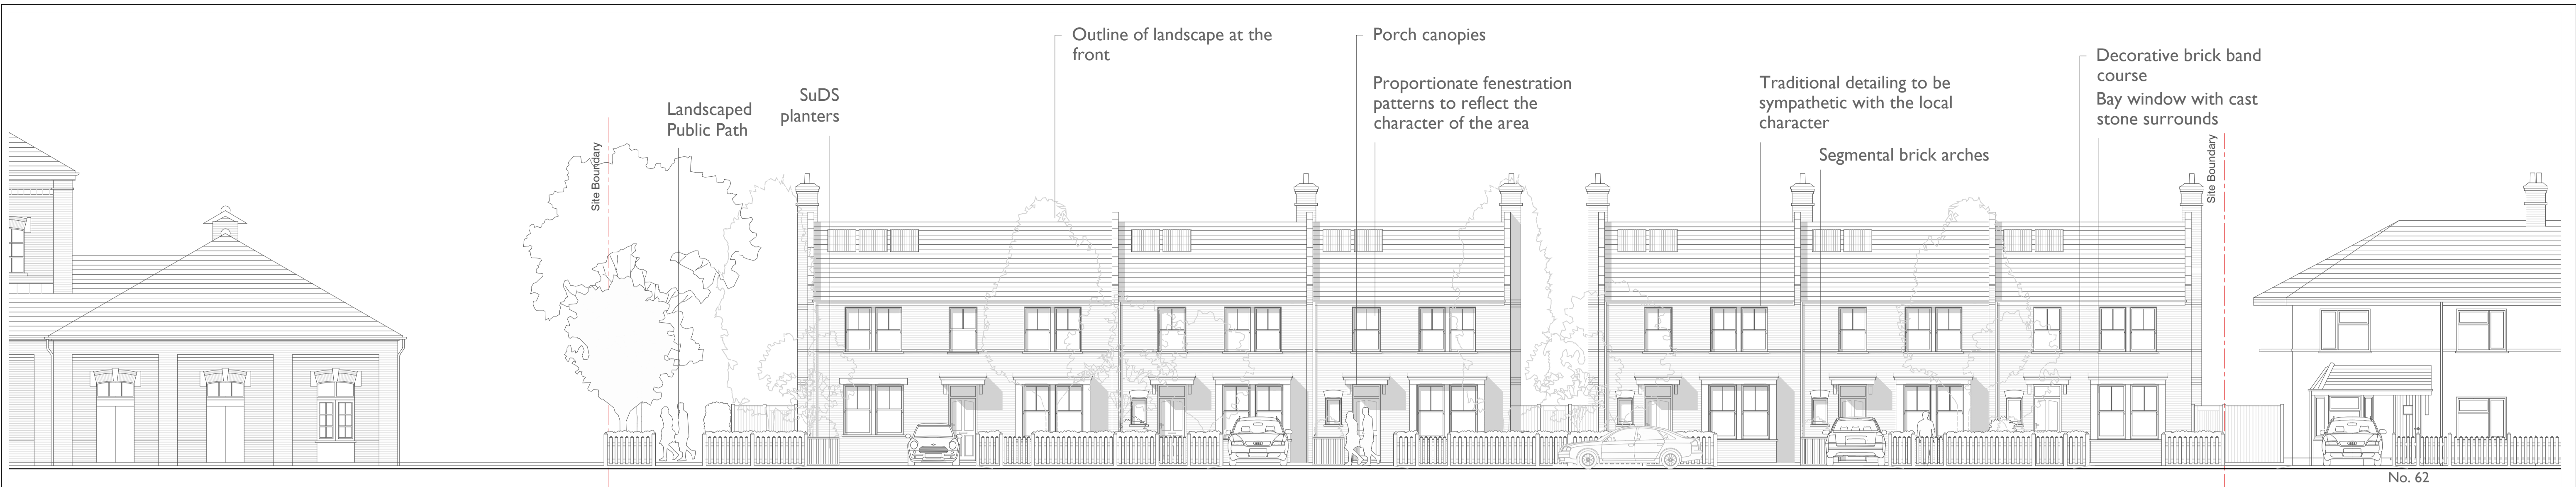 Site Boundary
Landscaped
Public Path
SuDS
planters
Outline of landscape at the
front
Porch canopies
Proportionate fenestration
patterns to reflect the
character of the area
Traditional detailing to be
sympathetic with the local
character
Segmental brick arches
Decorative brick band
course
Bay window with cast
stone surrounds
Site Boundary
No. 62